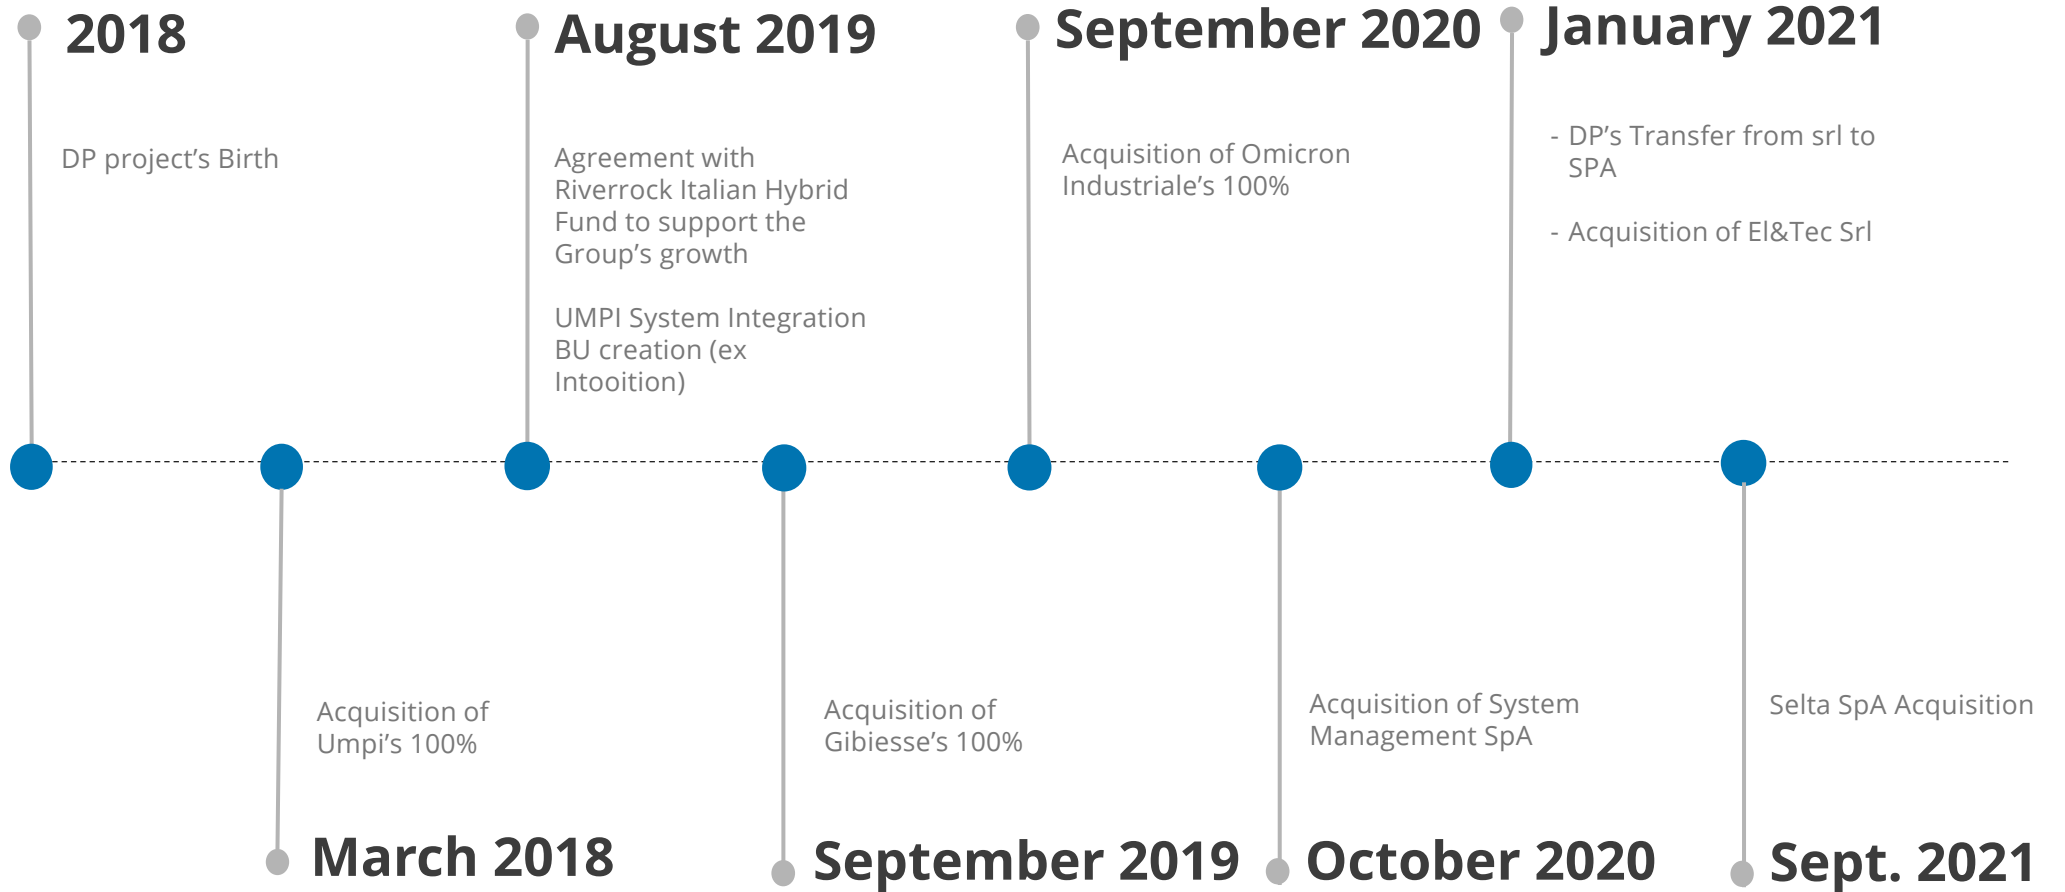 2018
DP project’s Birth
August 2019
Agreement with
Riverrock Italian Hybrid
Fund to support the
Group’s growth
UMPI System Integration
BU creation (ex
Intooition)
September 2020
Acquisition of Omicron
Industriale’s 100%
January 2021
- DP’s Transfer from srl to
SPA
- Acquisition of El&Tec Srl
Acquisition of
Umpi’s 100%
March 2018
Acquisition of
Gibiesse’s 100%
September 2019
Acquisition of System
Management SpA
October 2020
Selta SpA Acquisition
Sept. 2021